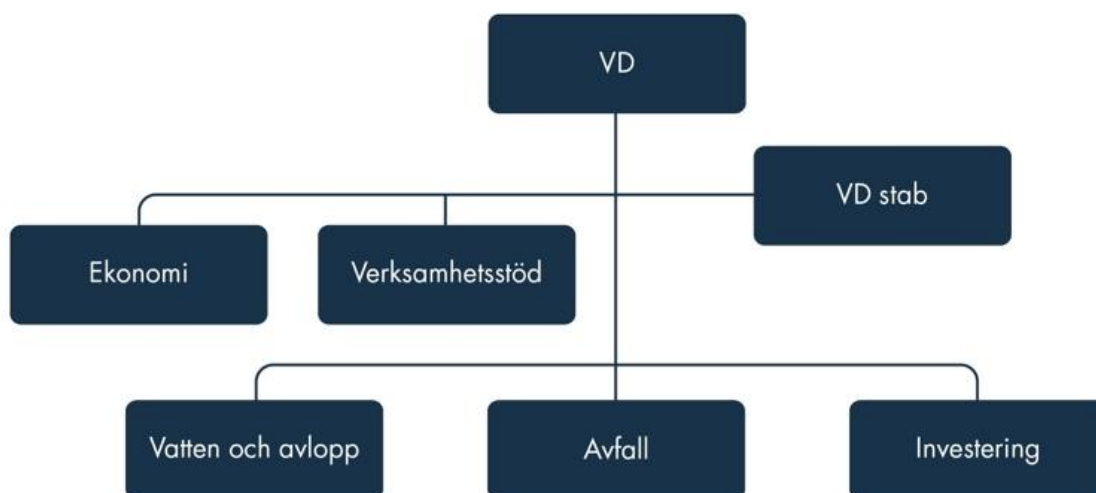 VD
VD stab
Ekonomi
Verksamhetsstöd
Vatten och avlopp
Avfall
Investering